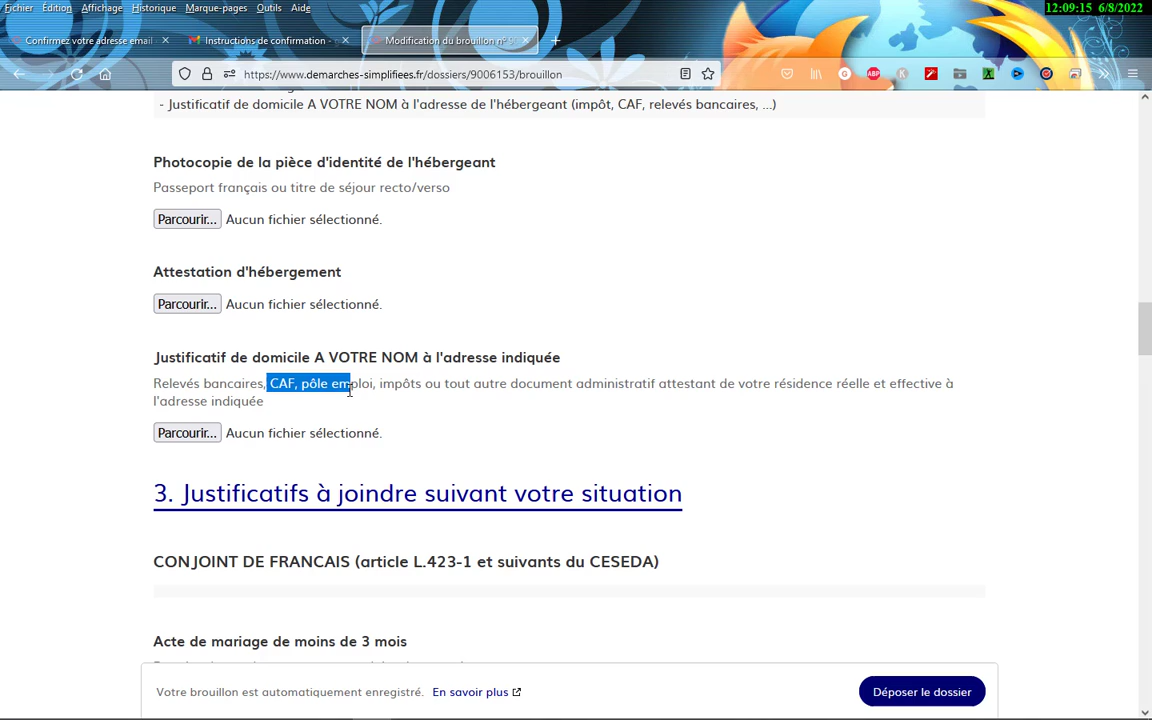 Fichier Édition Affichage Historique Marque-pages Outils Aide
12:09:15 6/8/2022
Confirmez votre adresse email
Instructions de confirmation -
Modification du brouillon n°
https://www.demarches-simplifiees.fr/dossiers/9006153/brouillon
- Justificatif de domicile A VOTRE NOM à l'adresse de l'hébergeant (impôt, CAF, relevés bancaires, ...)
Photocopie de la pièce d'identité de l'hébergeant
Passeport français ou titre de séjour recto/verso
Parcourir... Aucun fichier sélectionné.
Attestation d'hébergement
Parcourir... Aucun fichier sélectionné.
Justificatif de domicile A VOTRE NOM à l'adresse indiquée
Relevés bancaires, CAF, pôle emploi, impôts ou tout autre document administratif attestant de votre résidence réelle et effective à
l'adresse indiquée
Parcourir... Aucun fichier sélectionné.
3. Justificatifs à joindre suivant votre situation
CONJOINT DE FRANCAIS (article L.423-1 et suivants du CESEDA)
Acte de mariage de moins de 3 mois
Votre brouillon est automatiquement enregistré. En savoir plus
Déposer le dossier